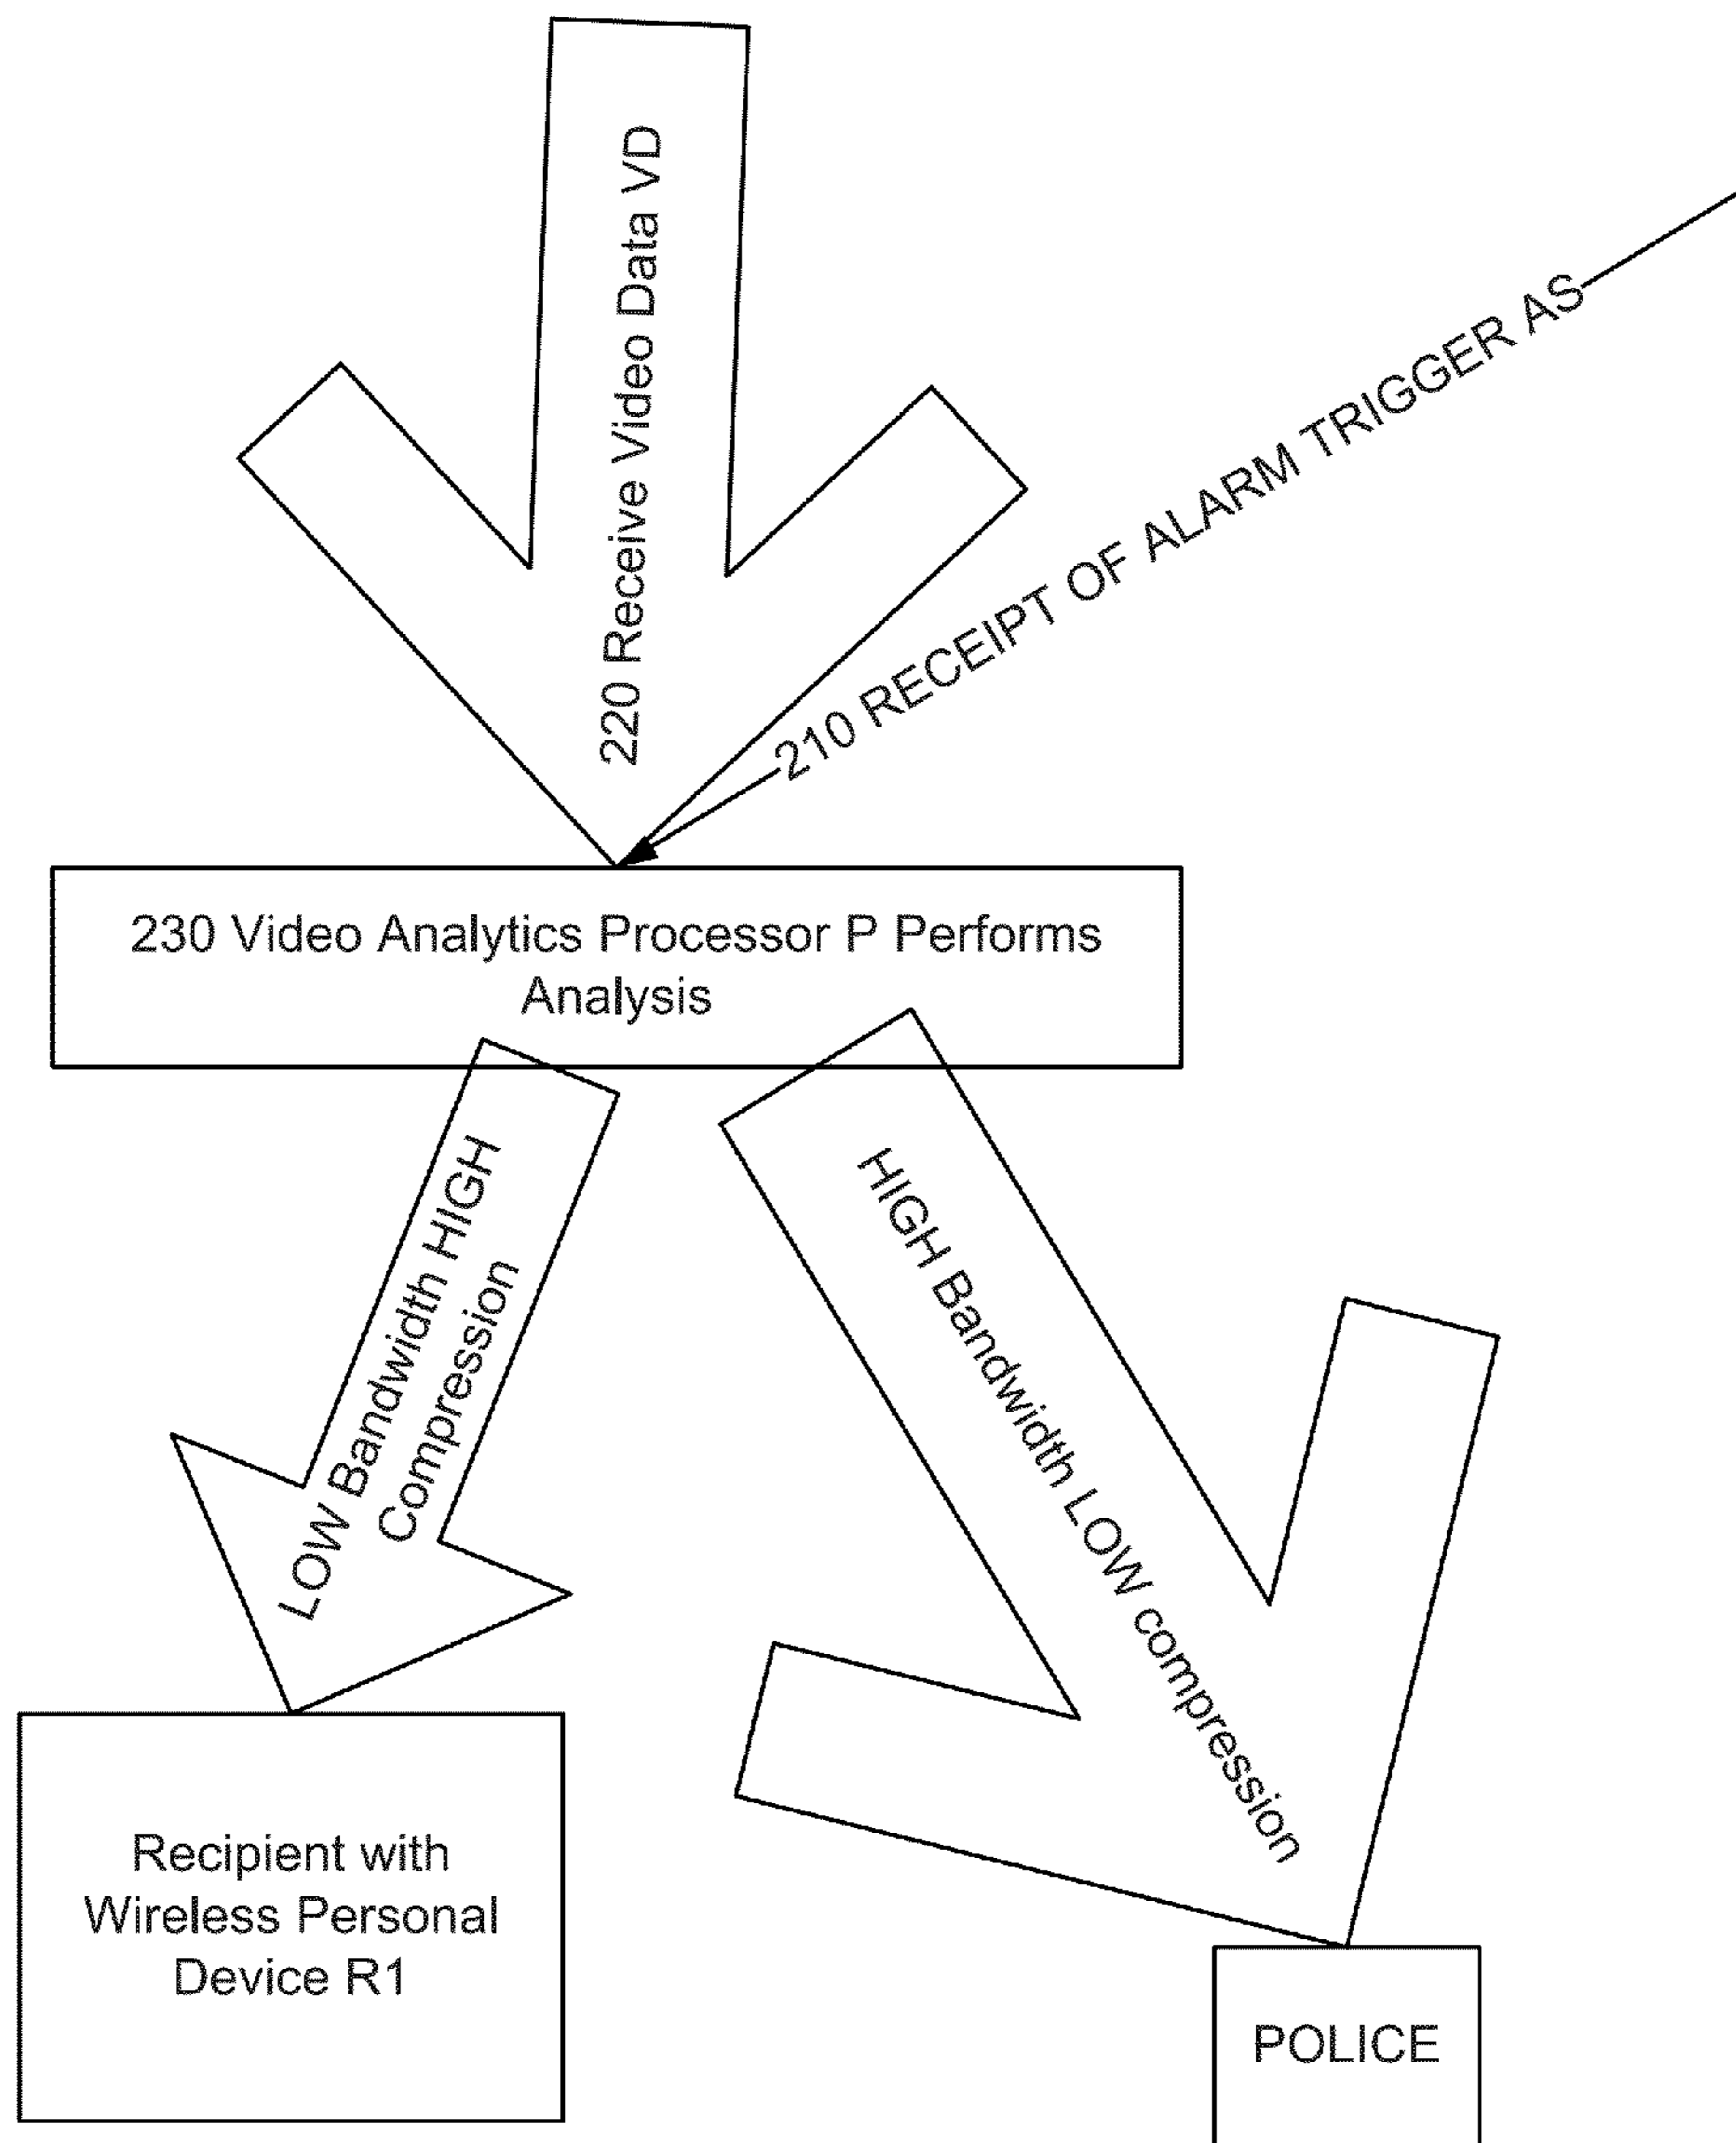 220 Receive Video Data VD
210 RECEIPT OF ALARM TRIGGER AS
230 Video Analytics Processor P Performs
Analysis
LOW Bandwidth HIGH
Compression
HIGH Bandwidth LOW compression
Recipient with
Wireless Personal
Device R1
POLICE